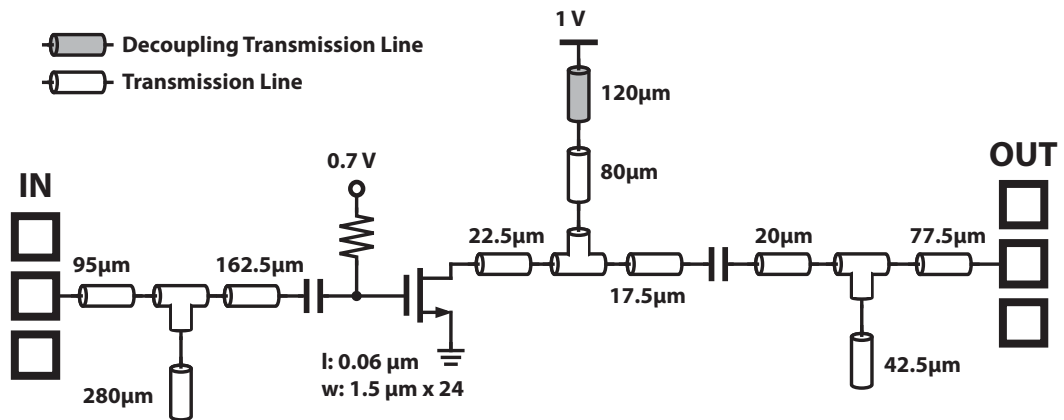 1 V
Decoupling Transmission Line
Transmission Line
120µm
0.7 V
80µm
IN
OUT
95µm
162.5µm
22.5µm
20µm
77.5µm
17.5µm
l: 0.06 µm
w: 1.5 µm x 24
280µm
42.5µm